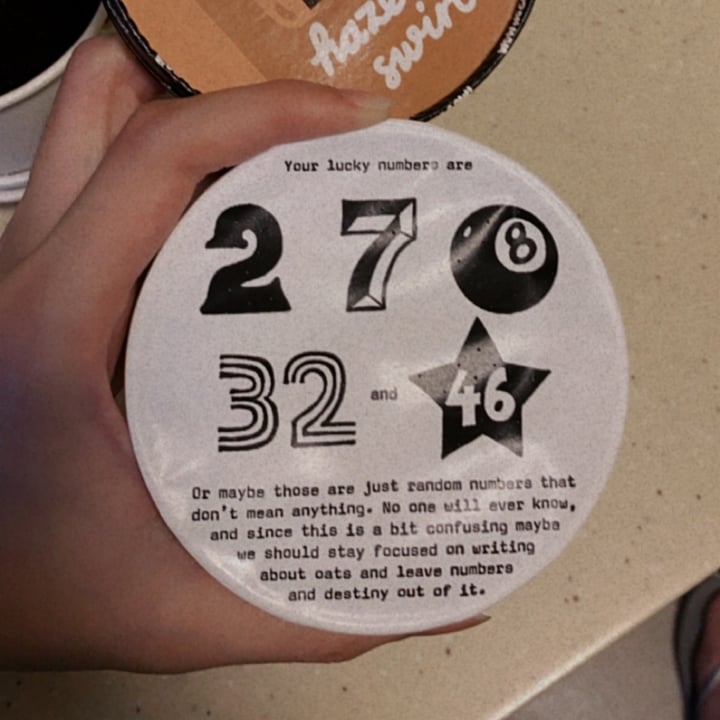 haze
swirl
Your lucky numbers are
2 7 8
32 and 46
Or maybe those are just random numbers that
don't mean anything. No one will ever know,
and since this is a bit confusing maybe
we should stay focused on writing
about oats and leave numbers
and destiny out of it.